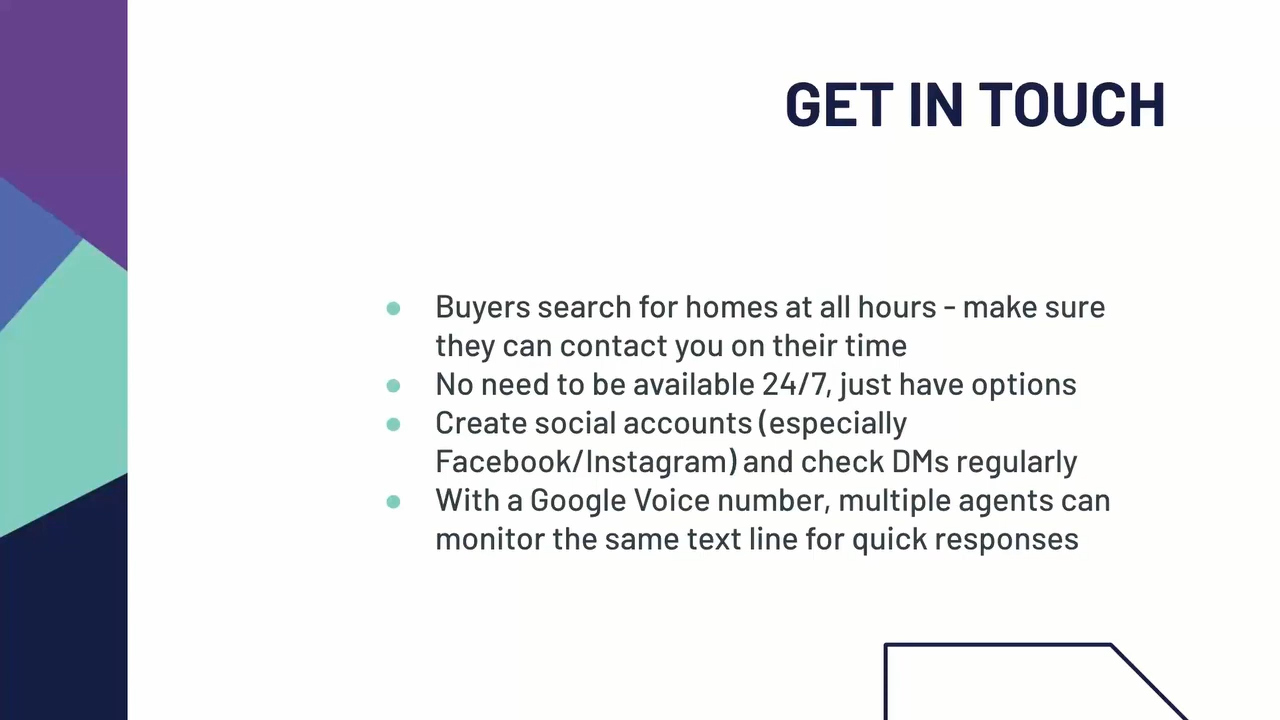 GET IN TOUCH
● Buyers search for homes at all hours - make sure
they can contact you on their time
● No need to be available 24/7, just have options
● Create social accounts (especially
Facebook/Instagram) and check DMs regularly
● With a Google Voice number, multiple agents can
monitor the same text line for quick responses